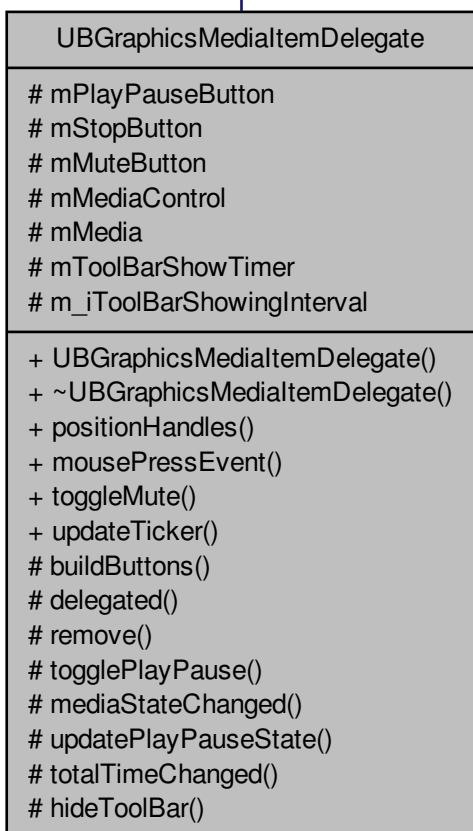 UBGraphicsMediaItemDelegate
# mPlayPauseButton
# mStopButton
# mMuteButton
# mMediaControl
# mMedia
# mToolBarShowTimer
# m_iToolBarShowingInterval
+ UBGraphicsMediaItemDelegate()
+ ~UBGraphicsMediaItemDelegate()
+ positionHandles()
+ mousePressEvent()
+ toggleMute()
+ updateTicker()
# buildButtons()
# delegated()
# remove()
# togglePlayPause()
# mediaStateChanged()
# updatePlayPauseState()
# totalTimeChanged()
# hideToolBar()